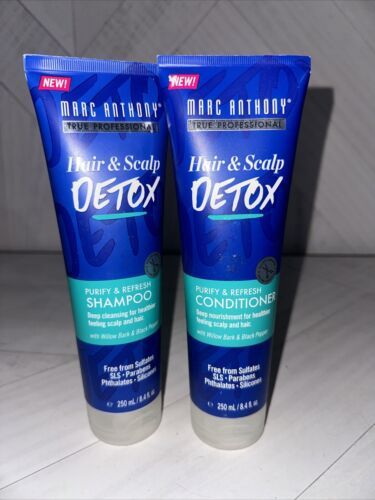 NEW!
MARC ANTHONY®
TRUE PROFESSIONAL
Hair & Scalp
DETOX
PURIFY & REFRESH
SHAMPOO
Deep cleansing for healthier
feeling scalp and hair.
with Willow Bark & Black Pepper
Free from Sulfates
SLS • Parabens
Phthalates • Silicones
250 mL / 8.4 fl. oz.
NEW!
MARC ANTHONY®
TRUE PROFESSIONAL
Hair & Scalp
DETOX
PURIFY & REFRESH
CONDITIONER
Deep nourishment for healthier
feeling scalp and hair.
with Willow Bark & Black Pepper
Free from Sulfates
SLS • Parabens
Phthalates • Silicones
250 mL / 8.4 fl. oz.